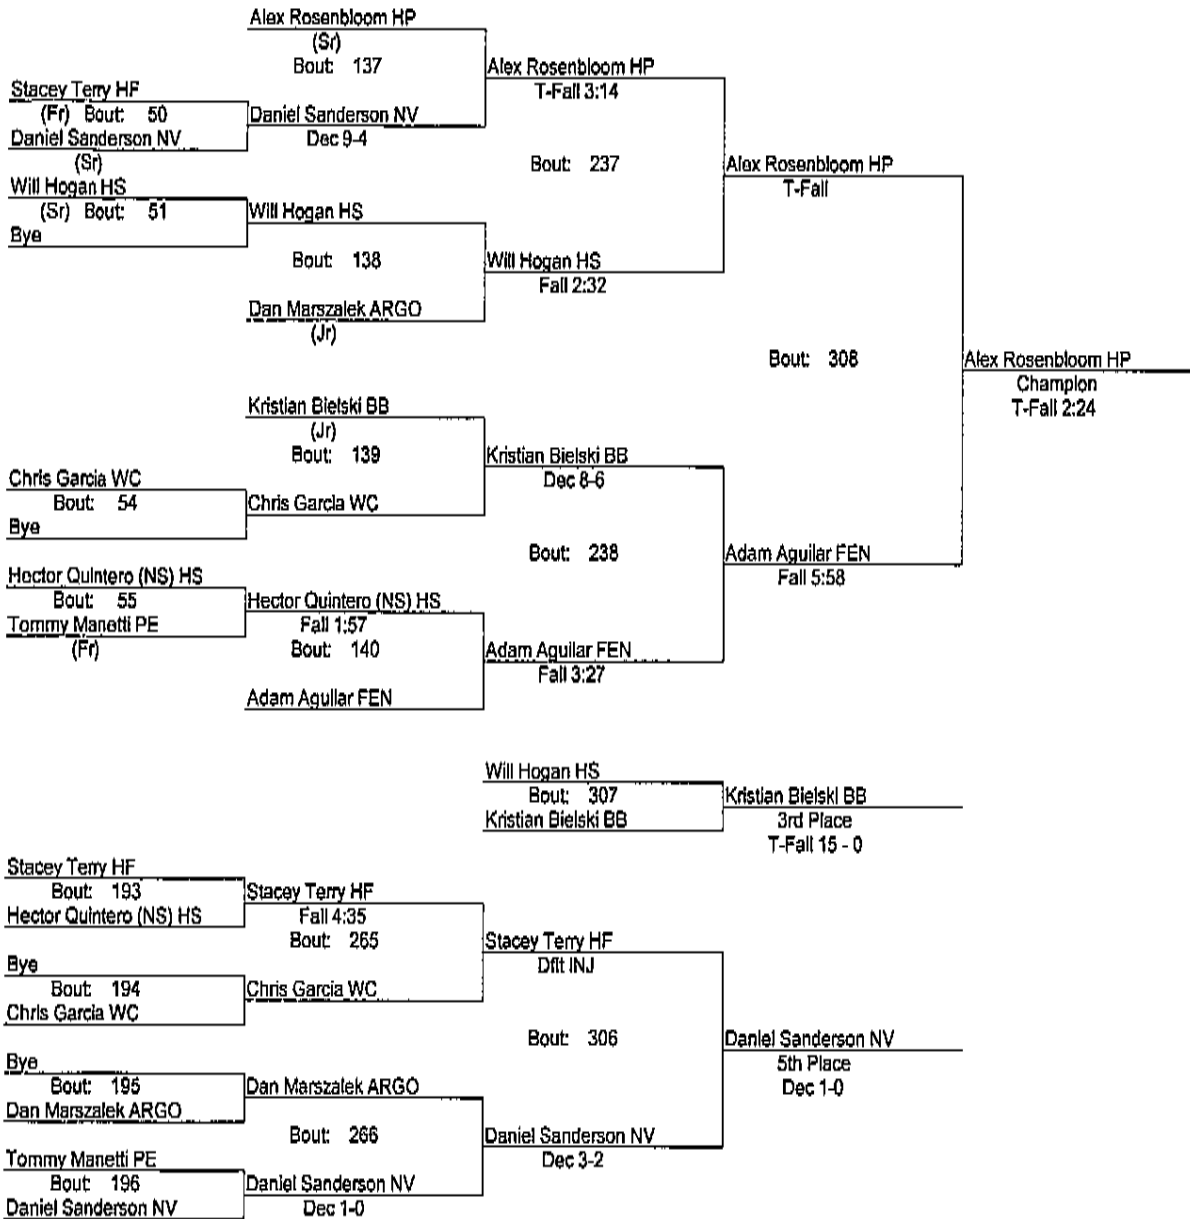 Alex Rosenbloom HP
(Sr)
Bout: 137
Alex Rosenbloom HP
T-Fall 3:14
Stacey Terry HF
(Fr) Bout: 50
Daniel Sanderson NV
(Sr)
Daniel Sanderson NV
Dec 9-4
Bout: 237
Alex Rosenbloom HP
T-Fall
Will Hogan HS
(Sr) Bout: 51
Bye
Will Hogan HS
Bout: 138
Will Hogan HS
Fall 2:32
Dan Marszalek ARGO
(Jr)
Bout: 308
Alex Rosenbloom HP
Champion
T-Fall 2:24
Kristian Bielski BB
(Jr)
Bout: 139
Kristian Bielski BB
Dec 8-6
Chris Garcia WC
Bout: 54
Bye
Chris Garcia WC
Bout: 238
Adam Aguilar FEN
Fall 5:58
Hector Quintero (NS) HS
Bout: 55
Tommy Manetti PE
(Fr)
Hector Quintero (NS) HS
Fall 1:57
Bout: 140
Adam Aguilar FEN
Fall 3:27
Adam Aguilar FEN
Will Hogan HS
Bout: 307
Kristian Bielski BB
Kristian Bielski BB
3rd Place
T-Fall 15 - 0
Stacey Terry HF
Bout: 193
Hector Quintero (NS) HS
Stacey Terry HF
Fall 4:35
Bout: 265
Stacey Terry HF
Dflt INJ
Bye
Bout: 194
Chris Garcia WC
Chris Garcia WC
Bout: 306
Daniel Sanderson NV
5th Place
Dec 1-0
Bye
Bout: 195
Dan Marszalek ARGO
Dan Marszalek ARGO
Bout: 266
Daniel Sanderson NV
Dec 3-2
Tommy Manetti PE
Bout: 196
Daniel Sanderson NV
Daniel Sanderson NV
Dec 1-0